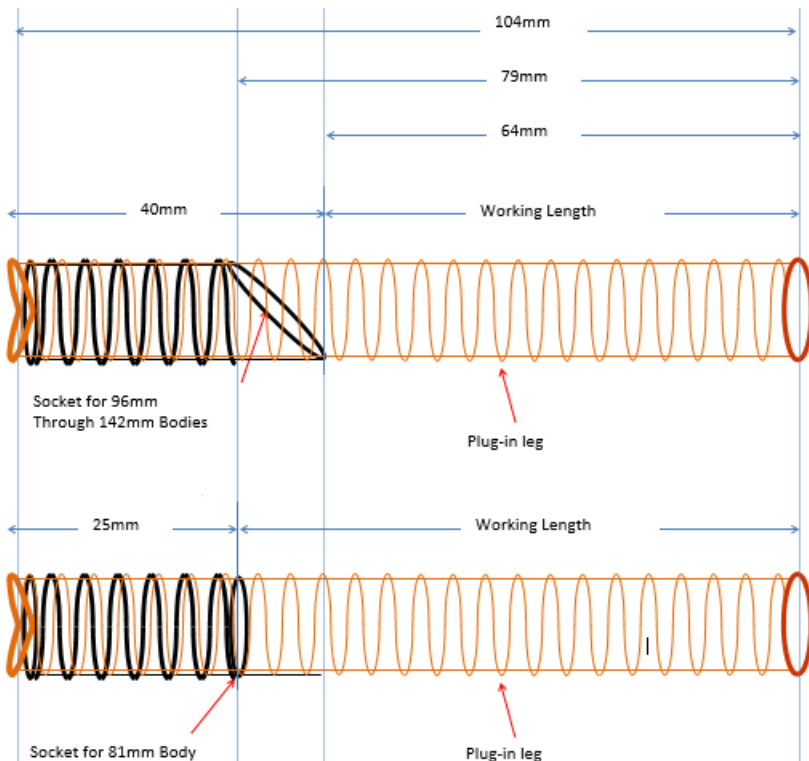 104mm
79mm
64mm
40mm
Working Length
Socket for 96mm
Through 142mm Bodies
Plug-in leg
25mm
Working Length
Socket for 81mm Body
Plug-in leg